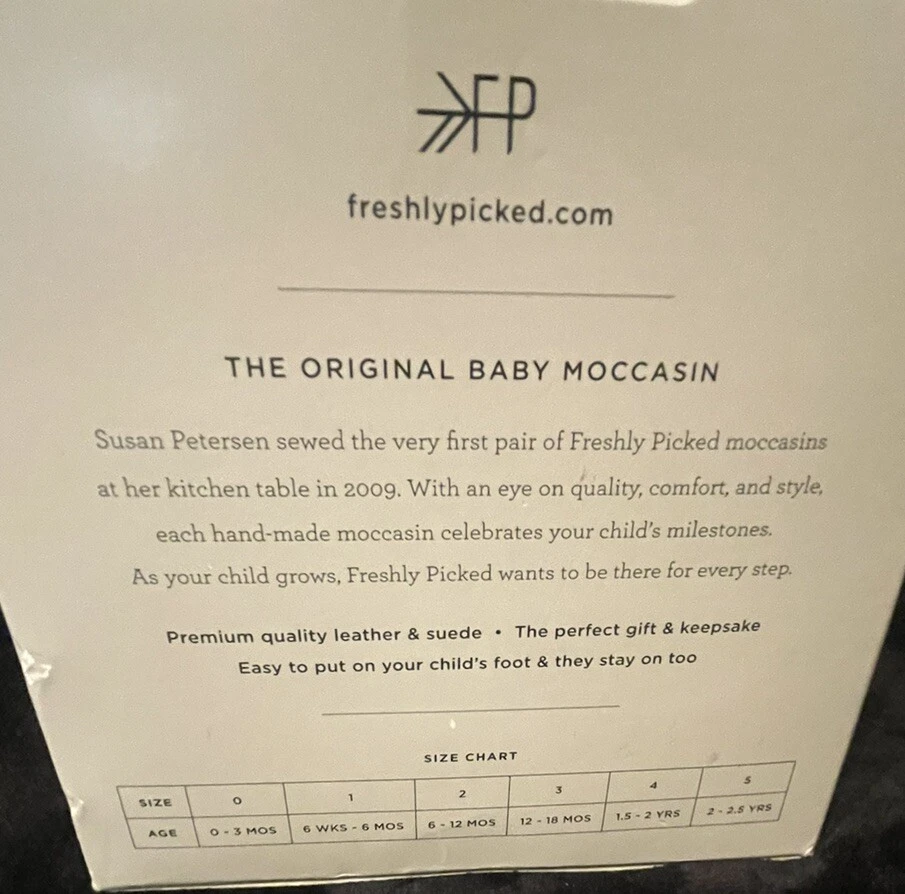 FP
freshlypicked.com
THE ORIGINAL BABY MOCCASIN
Susan Petersen sewed the very first pair of Freshly Picked moccasins
at her kitchen table in 2009. With an eye on quality, comfort, and style,
each hand-made moccasin celebrates your child's milestones.
As your child grows, Freshly Picked wants to be there for every step.
Premium quality leather & suede • The perfect gift & keepsake
Easy to put on your child's foot & they stay on too
SIZE CHART
SIZE 0 1 2 3 4 5
AGE 0 - 3 MOS 6 WKS - 6 MOS 6 - 12 MOS 12 - 18 MOS 1.5 - 2 YRS 2 - 2.5 YRS